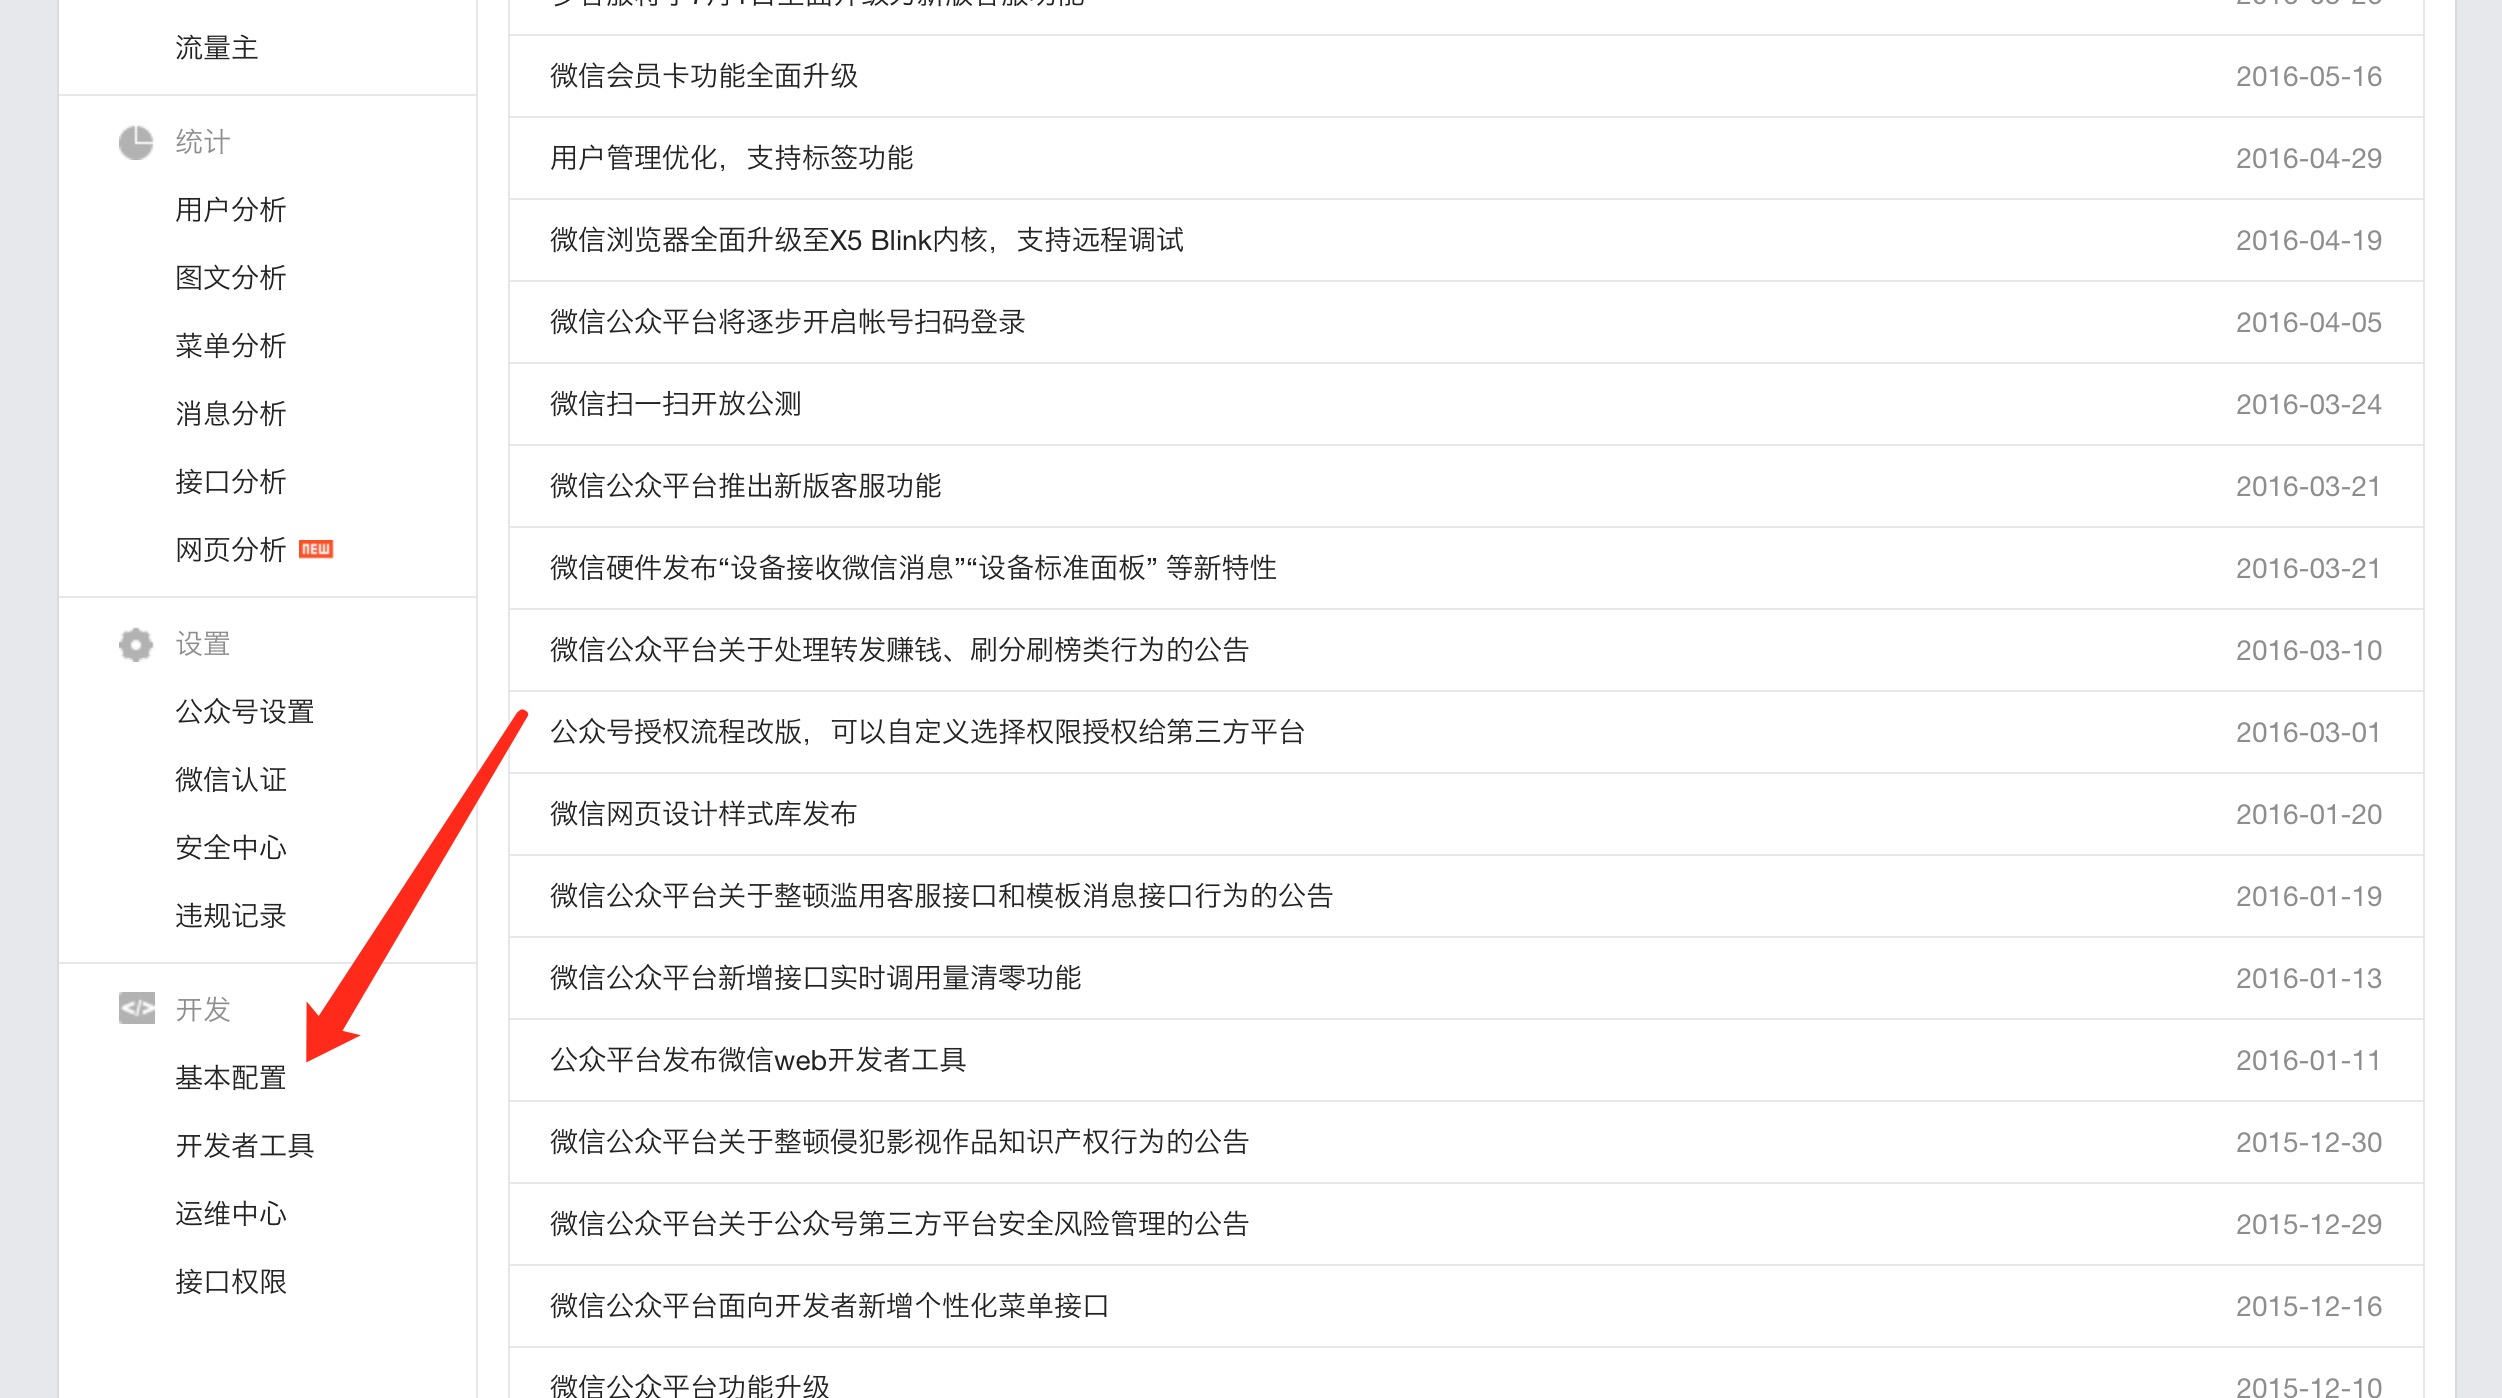 流量主
统计
用户分析
图文分析
菜单分析
消息分析
接口分析
网页分析 NEW
设置
公众号设置
微信认证
安全中心
违规记录
</> 开发
基本配置
开发者工具
运维中心
接口权限
微信会员卡功能全面升级 2016-05-16
用户管理优化，支持标签功能 2016-04-29
微信浏览器全面升级至X5 Blink内核，支持远程调试 2016-04-19
微信公众平台将逐步开启帐号扫码登录 2016-04-05
微信扫一扫开放公测 2016-03-24
微信公众平台推出新版客服功能 2016-03-21
微信硬件发布“设备接收微信消息”“设备标准面板” 等新特性 2016-03-21
微信公众平台关于处理转发赚钱、刷分刷榜类行为的公告 2016-03-10
公众号授权流程改版，可以自定义选择权限授权给第三方平台 2016-03-01
微信网页设计样式库发布 2016-01-20
微信公众平台关于整顿滥用客服接口和模板消息接口行为的公告 2016-01-19
微信公众平台新增接口实时调用量清零功能 2016-01-13
公众平台发布微信web开发者工具 2016-01-11
微信公众平台关于整顿侵犯影视作品知识产权行为的公告 2015-12-30
微信公众平台关于公众号第三方平台安全风险管理的公告 2015-12-29
微信公众平台面向开发者新增个性化菜单接口 2015-12-16
微信公众平台功能升级 2015-12-10